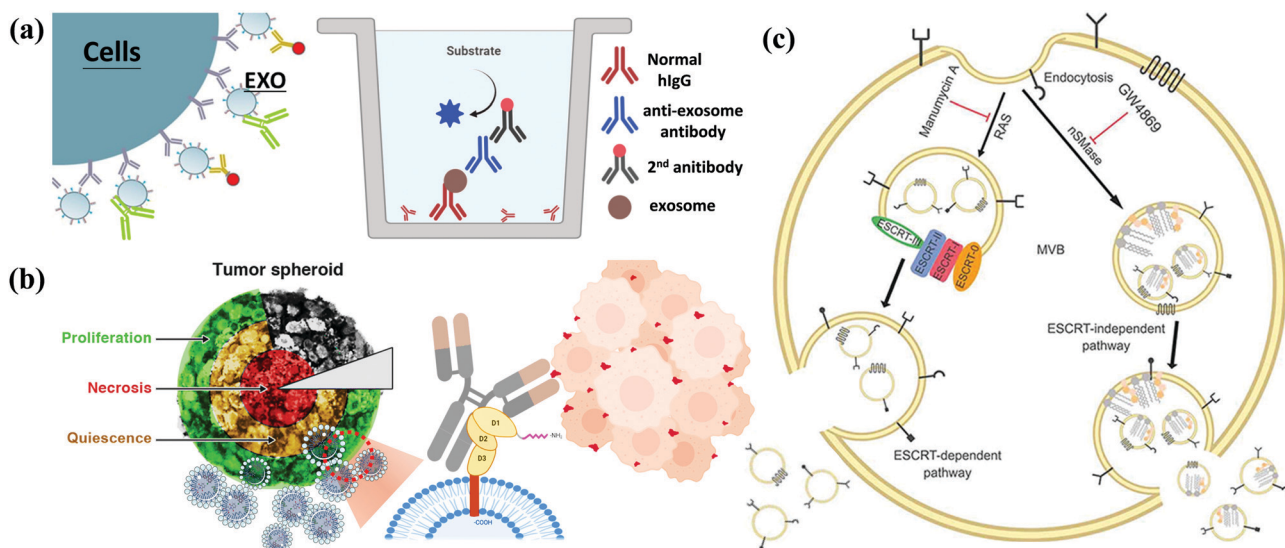 (a)
Cells
EXO
Substrate
Normal
hIgG
anti-exosome
antibody
2nd anitibody
exosome
(b)
Tumor spheroid
Proliferation
Necrosis
Quiescence
D1
D2
D3
-NH2
-COOH
(c)
Endocytosis
Manumycin A
RAS
GW4869
nSMase
ESCRT-III
ESCRT-II
ESCRT-I
ESCRT-0
MVB
ESCRT-independent
pathway
ESCRT-dependent
pathway